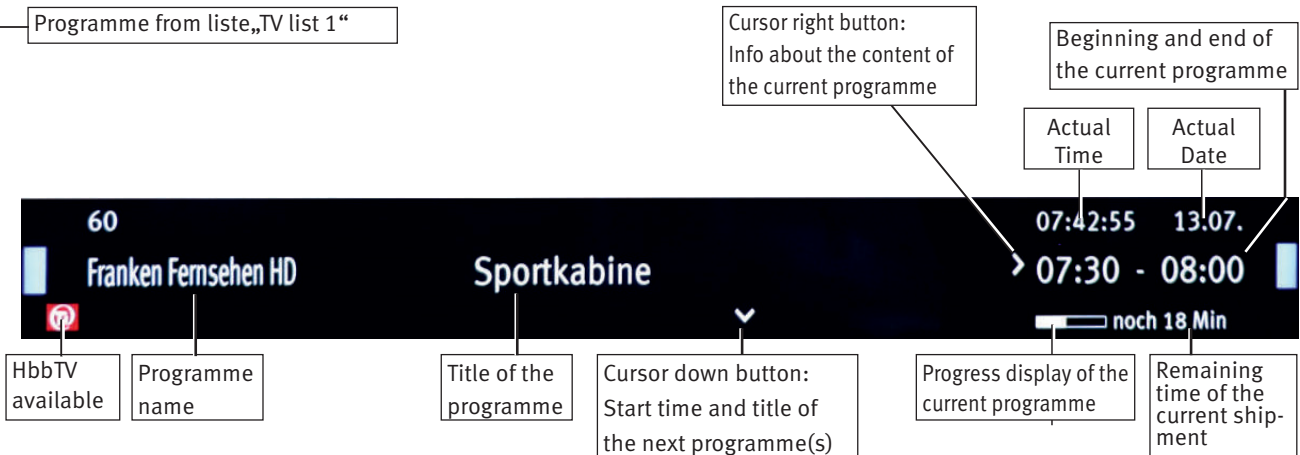 Programme from liste„TV list 1“
Cursor right button:
Info about the content of
the current programme
Beginning and end of
the current programme
Actual
Time
Actual
Date
60
07:42:55 13.07.
Franken Fernsehen HD Sportkabine 07:30 - 08:00
noch 18 Min
HbbTV
available
Programme
name
Title of the
programme
Cursor down button:
Start time and title of
the next programme(s)
Progress display of the
current programme
Remaining
time of the
current ship-
ment